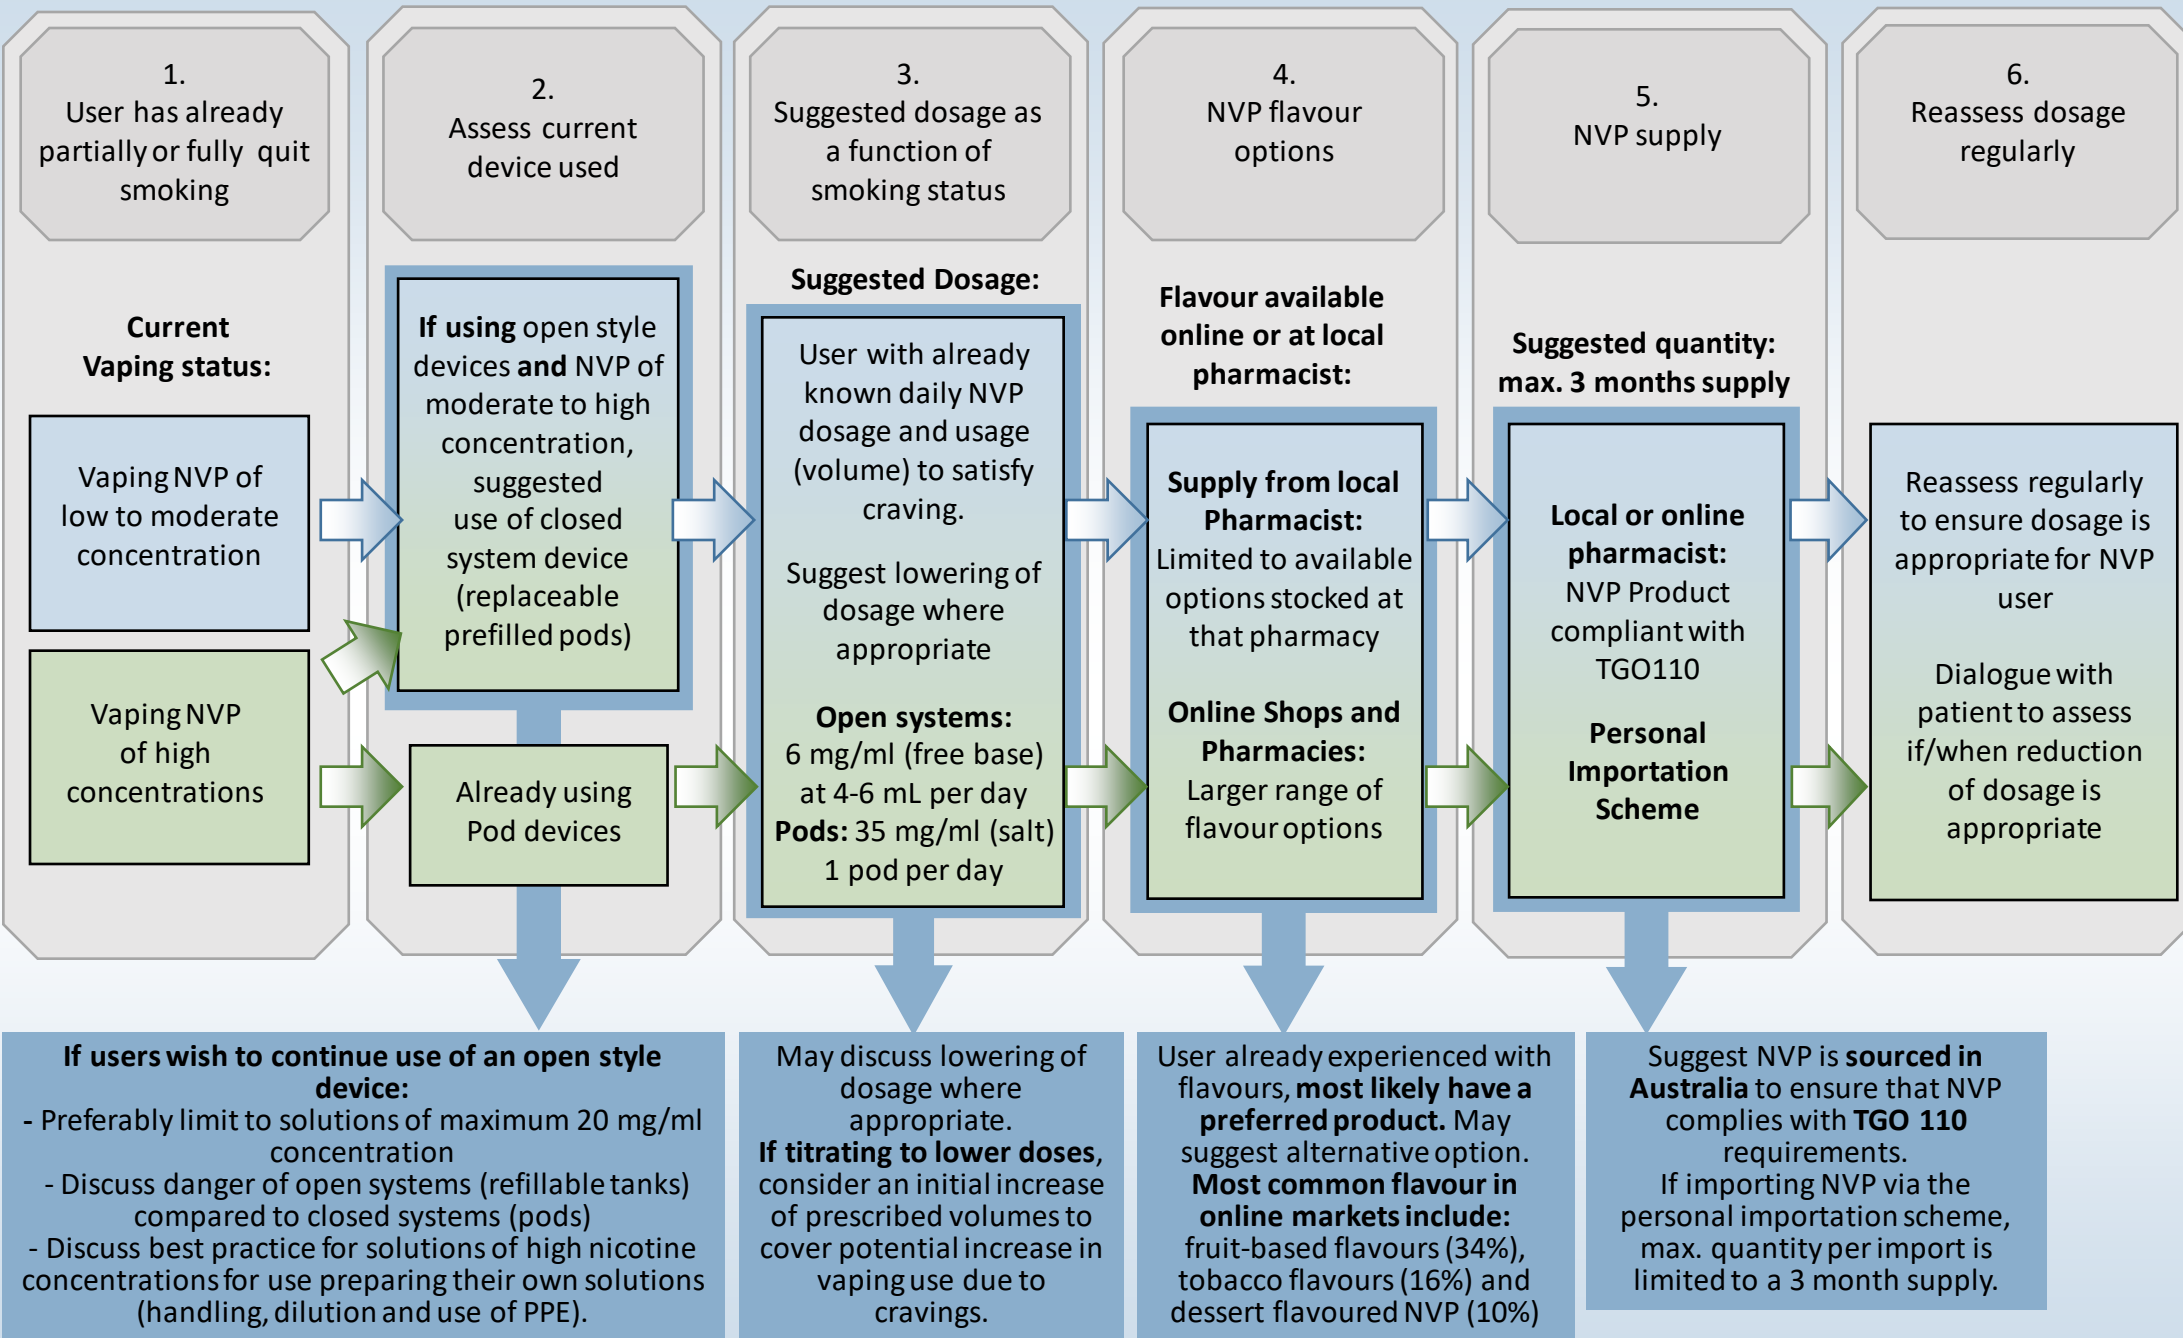 1.
User has already
partially or fully quit
smoking
2.
Assess current
device used
3.
Suggested dosage as
a function of
smoking status
4.
NVP flavour
options
5.
NVP supply
6.
Reassess dosage
regularly
Current
Vaping status:
Vaping NVP of
low to moderate
concentration
Vaping NVP
of high
concentrations
If using open style
devices and NVP of
moderate to high
concentration,
suggested
use of closed
system device
(replaceable
prefilled pods)
Already using
Pod devices
Suggested Dosage:
User with already
known daily NVP
dosage and usage
(volume) to satisfy
craving.
Suggest lowering of
dosage where
appropriate
Open systems:
6 mg/ml (free base)
at 4-6 mL per day
Pods: 35 mg/ml (salt)
1 pod per day
Flavour available
online or at local
pharmacist:
Supply from local
Pharmacist:
Limited to available
options stocked at
that pharmacy
Online Shops and
Pharmacies:
Larger range of
flavour options
Suggested quantity:
max. 3 months supply
Local or online
pharmacist:
NVP Product
compliant with
TGO110
Personal
Importation
Scheme
Reassess regularly
to ensure dosage is
appropriate for NVP
user
Dialogue with
patient to assess
if/when reduction
of dosage is
appropriate
If users wish to continue use of an open style
device:
- Preferably limit to solutions of maximum 20 mg/ml
concentration
- Discuss danger of open systems (refillable tanks)
compared to closed systems (pods)
- Discuss best practice for solutions of high nicotine
concentrations for use preparing their own solutions
(handling, dilution and use of PPE).
May discuss lowering of
dosage where
appropriate.
If titrating to lower doses,
consider an initial increase
of prescribed volumes to
cover potential increase in
vaping use due to
cravings.
User already experienced with
flavours, most likely have a
preferred product. May
suggest alternative option.
Most common flavour in
online markets include:
fruit-based flavours (34%),
tobacco flavours (16%) and
dessert flavoured NVP (10%)
Suggest NVP is sourced in
Australia to ensure that NVP
complies with TGO 110
requirements.
If importing NVP via the
personal importation scheme,
max. quantity per import is
limited to a 3 month supply.